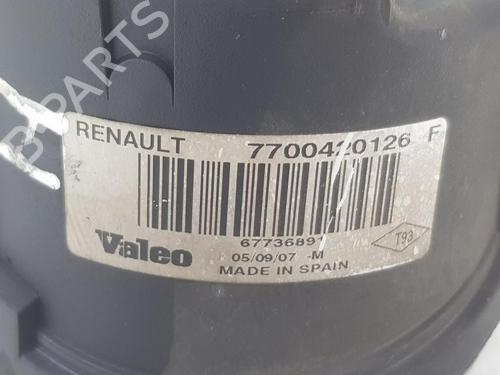 B-PARTS
RENAULT 7700420126 F
67736891
Valeo
05/09/07 -M
MADE IN SPAIN
T93